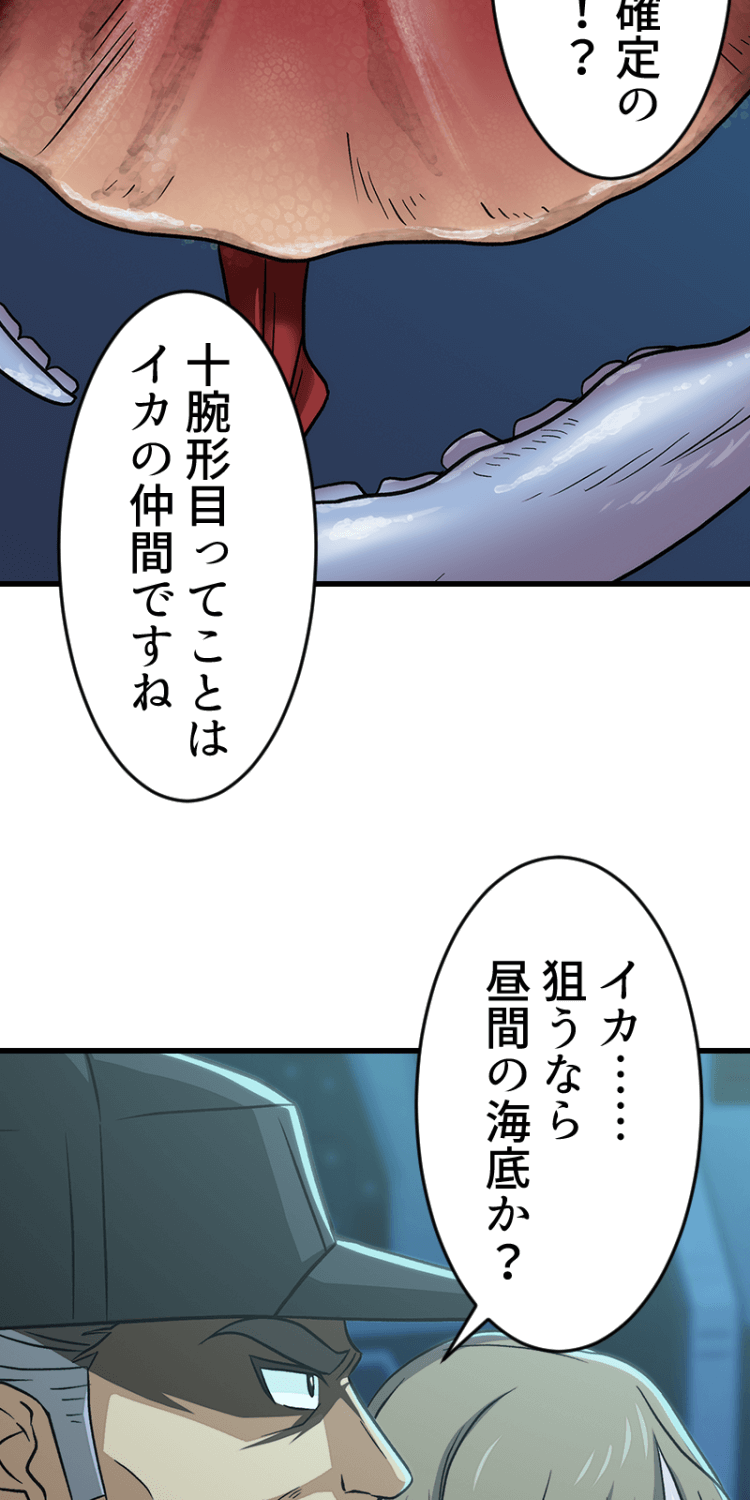 確定の
！？
十腕形目ってことは
イカの仲間ですね
イカ……
狙うなら
昼間の海底か？